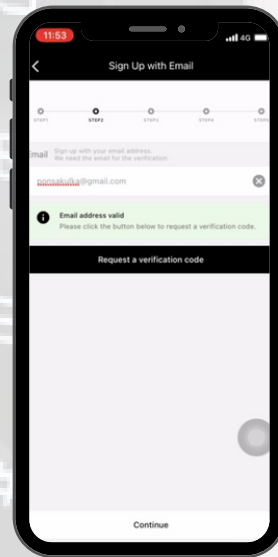 11:53
4G
Sign Up with Email
STEP1 STEP2 STEP3 STEP4 STEP5
Email Sign up with your email address.
We need the email for the verification.
ponsakulka@gmail.com
Email address valid
Please click the button below to request a verification code.
Request a verification code
Continue